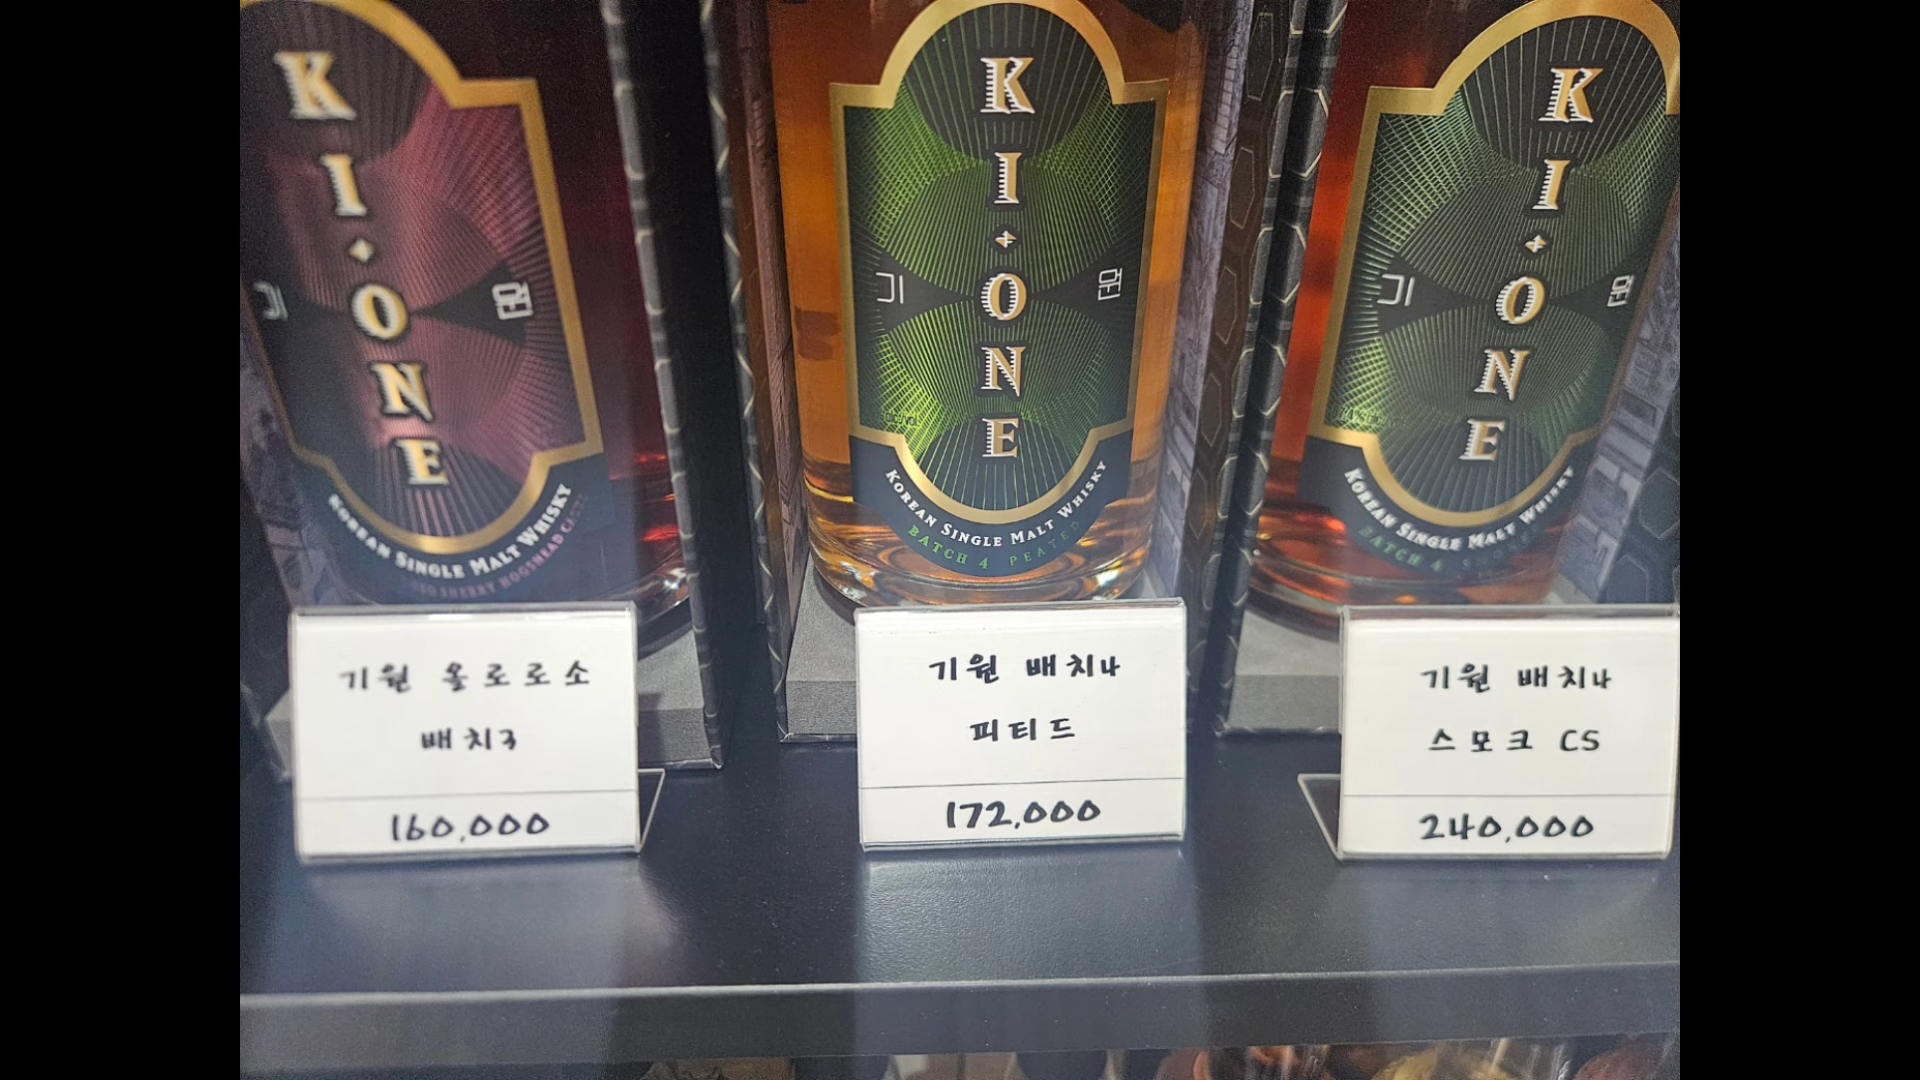 KI·ONE
기 원
KOREAN SINGLE MALT WHISKY
SHERRY HOGSHEAD
기원 올로로소
배치3
160,000
KI·ONE
기 원
KOREAN SINGLE MALT WHISKY
BATCH 4 PEATED
기원 배치4
피티드
172,000
KI·ONE
기 원
KOREAN SINGLE MALT WHISKY
BATCH 4
기원 배치4
스모크 CS
240,000